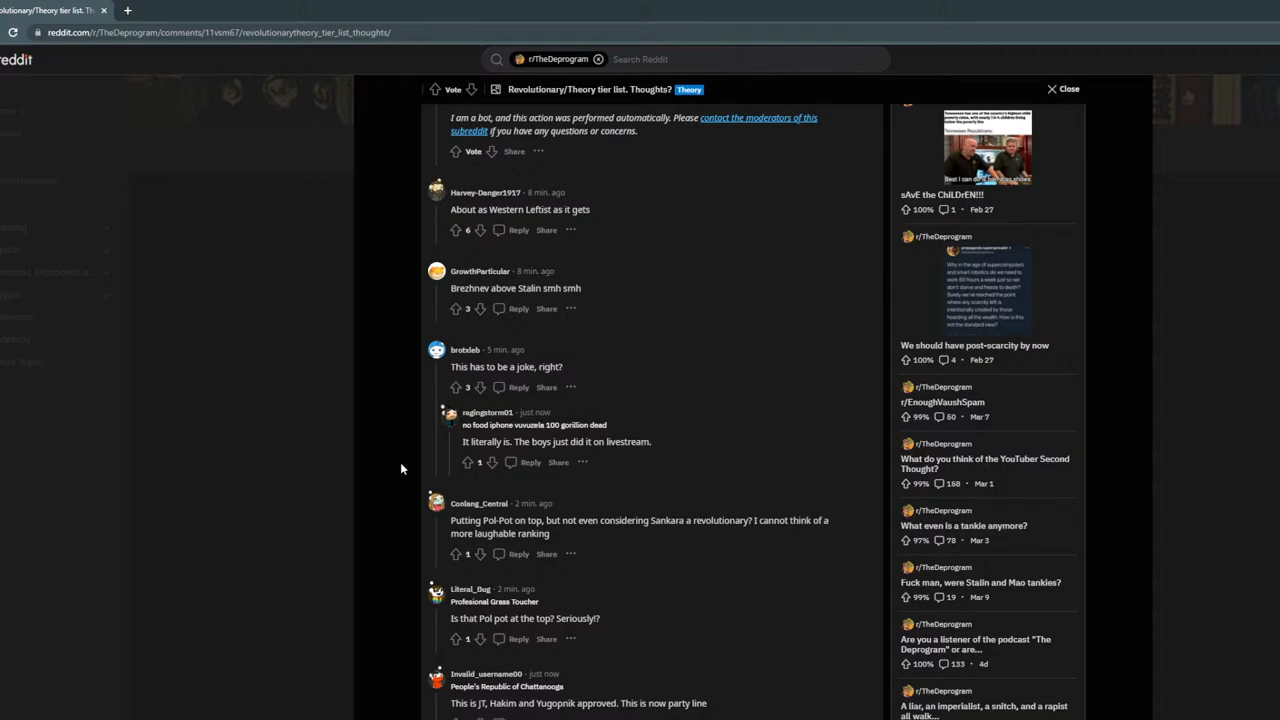 olutionary/Theory tier list. Th
reddit.com/r/TheDeprogram/comments/11vsm67/revolutionarytheory_tier_list_thoughts/
reddit
r/TheDeprogram
Search Reddit
Vote
Revolutionary/Theory tier list. Thoughts? Theory
Close
I am a bot, and this action was performed automatically. Please contact the moderators of this
subreddit if you have any questions or concerns.
Vote Share
Harvey-Danger1917 · 8 min. ago
About as Western Leftist as it gets
6 Reply Share
GrowthParticular · 8 min. ago
Brezhnev above Stalin smh smh
3 Reply Share
brotxleb · 5 min. ago
This has to be a joke, right?
3 Reply Share
ragingstorm01 · just now
no food iphone vuvuzela 100 gorillion dead
It literally is. The boys just did it on livestream.
1 Reply Share
Conlang_Central · 2 min. ago
Putting Pol-Pot on top, but not even considering Sankara a revolutionary? I cannot think of a
more laughable ranking
1 Reply Share
Literal_Bug · 2 min. ago
Profesional Grass Toucher
Is that Pol pot at the top? Seriously!?
1 Reply Share
Invalid_username00 · just now
People's Republic of Chattanooga
This is JT, Hakim and Yugopnik approved. This is now party line
Tennessee Republicans:
sAvE the ChiLDrEN!!!
100% 1 · Feb 27
r/TheDeprogram
Why in the age of supercomputers
and smart robotics do we need to
work 60 hours a week just so we
don't starve and freeze to death?
Surely we've reached the point
where any scarcity left is
intentionally created by those
hoarding all the wealth. How is this
not the standard view?
We should have post-scarcity by now
100% 4 · Feb 27
r/TheDeprogram
r/EnoughVaushSpam
99% 50 · Mar 7
r/TheDeprogram
What do you think of the YouTuber Second
Thought?
99% 158 · Mar 1
r/TheDeprogram
What even is a tankie anymore?
97% 78 · Mar 3
r/TheDeprogram
Fuck man, were Stalin and Mao tankies?
99% 19 · Mar 9
r/TheDeprogram
Are you a listener of the podcast "The
Deprogram" or are...
100% 133 · 4d
r/TheDeprogram
A liar, an imperialist, a snitch, and a rapist
all walk...